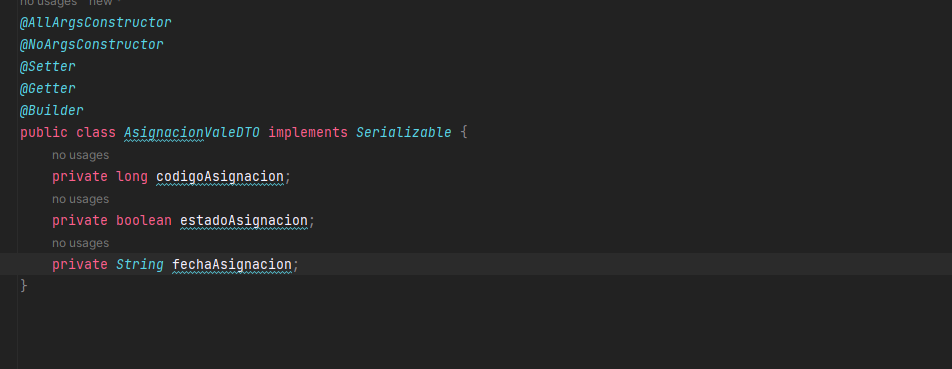 no usages   new *
@AllArgsConstructor
@NoArgsConstructor
@Setter
@Getter
@Builder
public class AsignacionValeDTO implements Serializable {
no usages
private long codigoAsignacion;
no usages
private boolean estadoAsignacion;
no usages
private String fechaAsignacion;
}